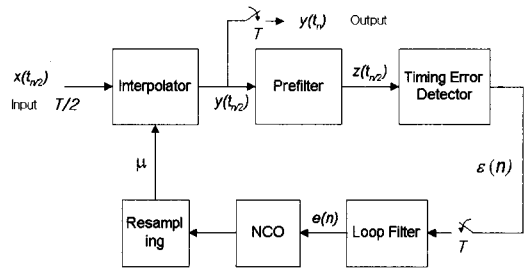 T
y(tn)
Output
x(tn/2)
Input
T/2
Interpolator
y(tn/2)
Prefilter
z(tn/2)
Timing Error
Detector
μ
ε(n)
Resampl
ing
NCO
e(n)
Loop Filter
T